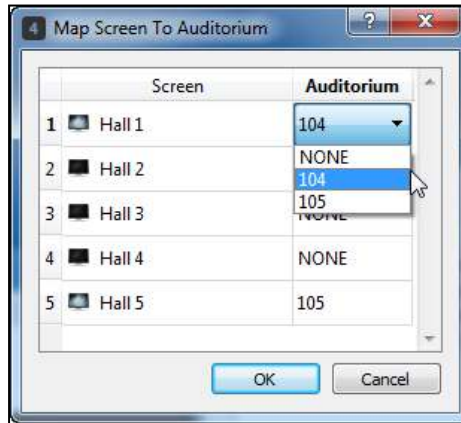 4 Map Screen To Auditorium ?
Screen Auditorium
1 Hall 1 104
NONE
2 Hall 2
104
105
3 Hall 3 NONE
4 Hall 4 NONE
5 Hall 5 105
OK Cancel